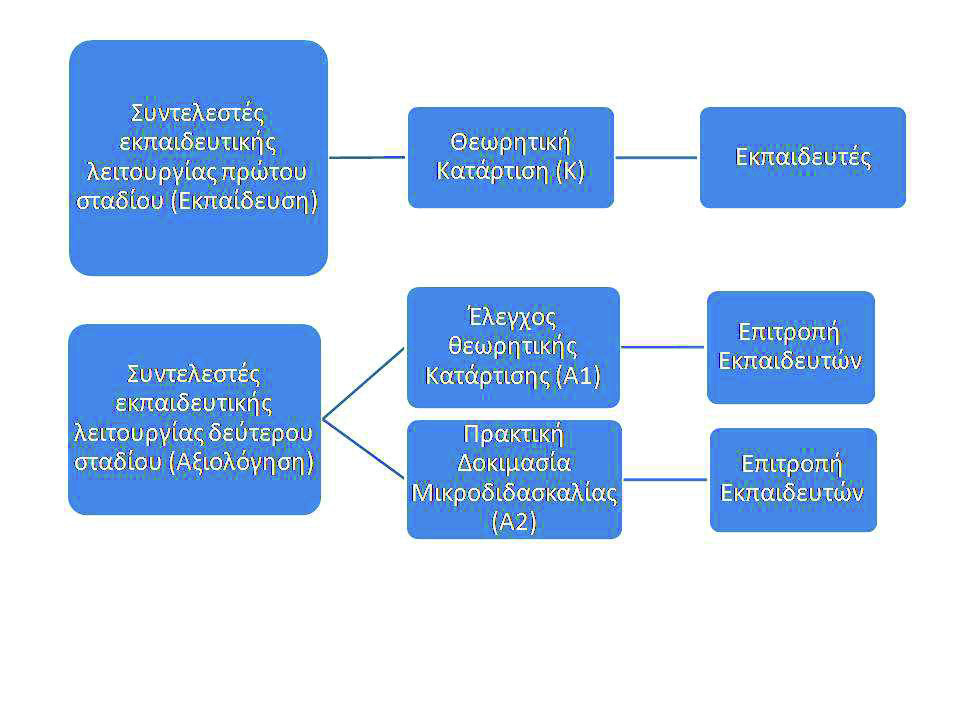 Συντελεστές
εκπαιδευτικής
λειτουργίας πρώτου
σταδίου (Εκπαίδευση)
Θεωρητική
Κατάρτιση (Κ)
Εκπαιδευτές
Συντελεστές
εκπαιδευτικής
λειτουργίας δεύτερου
σταδίου (Αξιολόγηση)
Έλεγχος
θεωρητικής
Κατάρτισης (Α1)
Επιτροπή
Εκπαιδευτών
Πρακτική
Δοκιμασία
Μικροδιδασκαλίας
(Α2)
Επιτροπή
Εκπαιδευτών